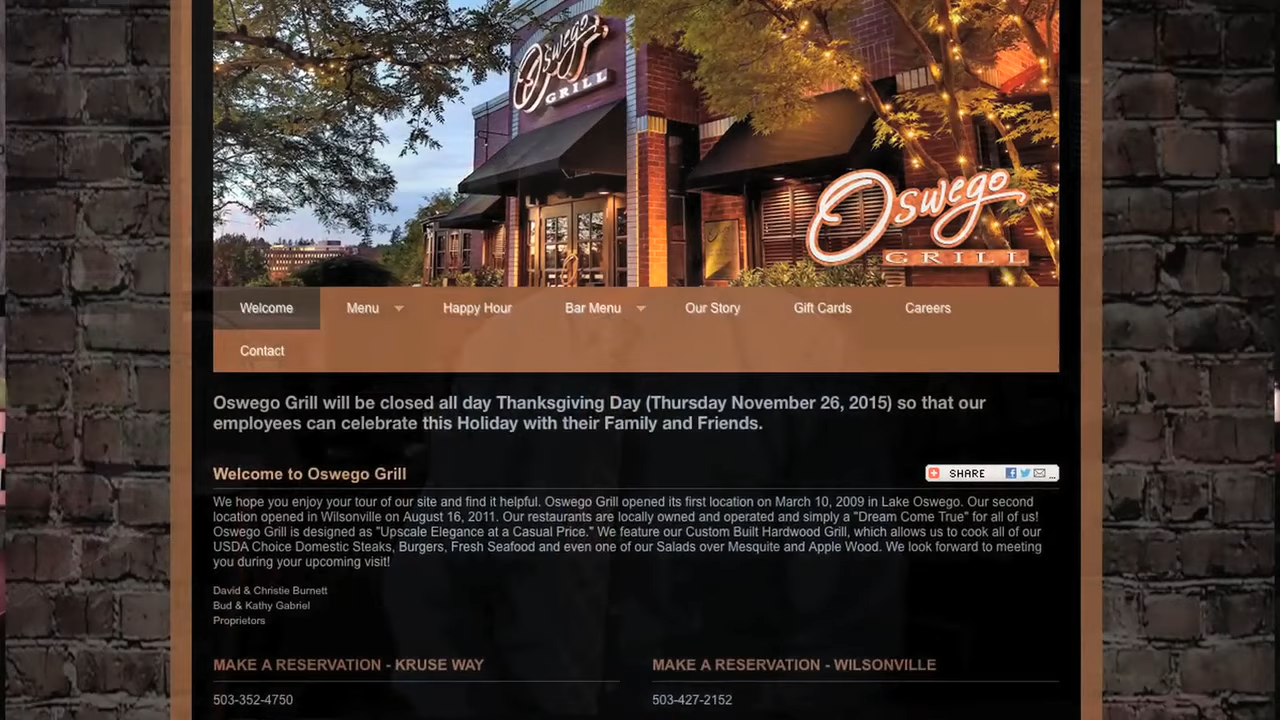 Oswego
GRILL
Oswego
GRILL
Welcome Menu Happy Hour Bar Menu Our Story Gift Cards Careers
Contact
Oswego Grill will be closed all day Thanksgiving Day (Thursday November 26, 2015) so that our
employees can celebrate this Holiday with their Family and Friends.
Welcome to Oswego Grill
SHARE ...
We hope you enjoy your tour of our site and find it helpful. Oswego Grill opened its first location on March 10, 2009 in Lake Oswego. Our second
location opened in Wilsonville on August 16, 2011. Our restaurants are locally owned and operated and simply a "Dream Come True" for all of us!
Oswego Grill is designed as "Upscale Elegance at a Casual Price." We feature our Custom Built Hardwood Grill, which allows us to cook all of our
USDA Choice Domestic Steaks, Burgers, Fresh Seafood and even one of our Salads over Mesquite and Apple Wood. We look forward to meeting
you during your upcoming visit!
David & Christie Burnett
Bud & Kathy Gabriel
Proprietors
MAKE A RESERVATION - KRUSE WAY
503-352-4750
MAKE A RESERVATION - WILSONVILLE
503-427-2152